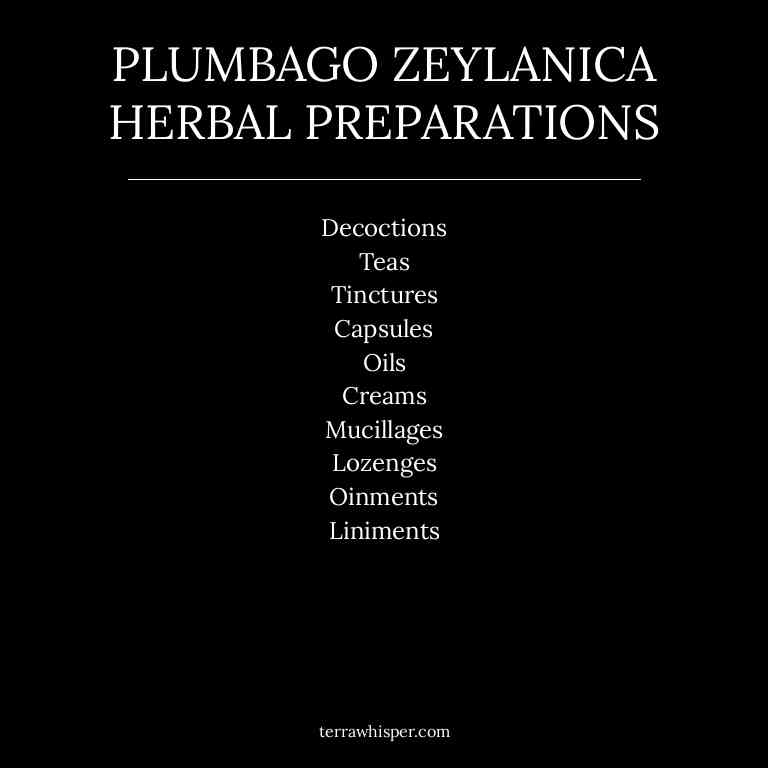 PLUMBAGO ZEYLANICA
HERBAL PREPARATIONS
Decoctions
Teas
Tinctures
Capsules
Oils
Creams
Mucillages
Lozenges
Oinments
Liniments
terrawhisper.com